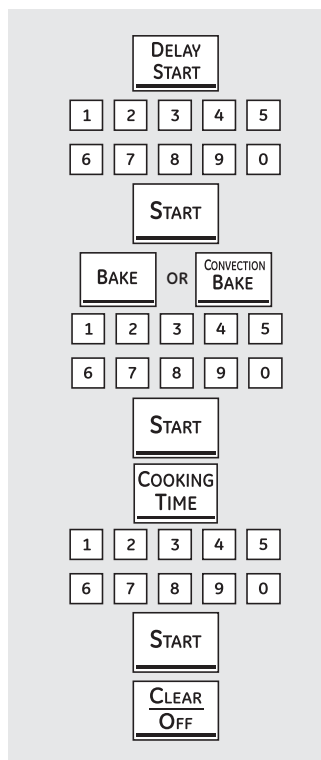 DELAY
START
1 2 3 4 5
6 7 8 9 0
START
BAKE OR CONVECTION
BAKE
1 2 3 4 5
6 7 8 9 0
START
COOKING
TIME
1 2 3 4 5
6 7 8 9 0
START
CLEAR
OFF